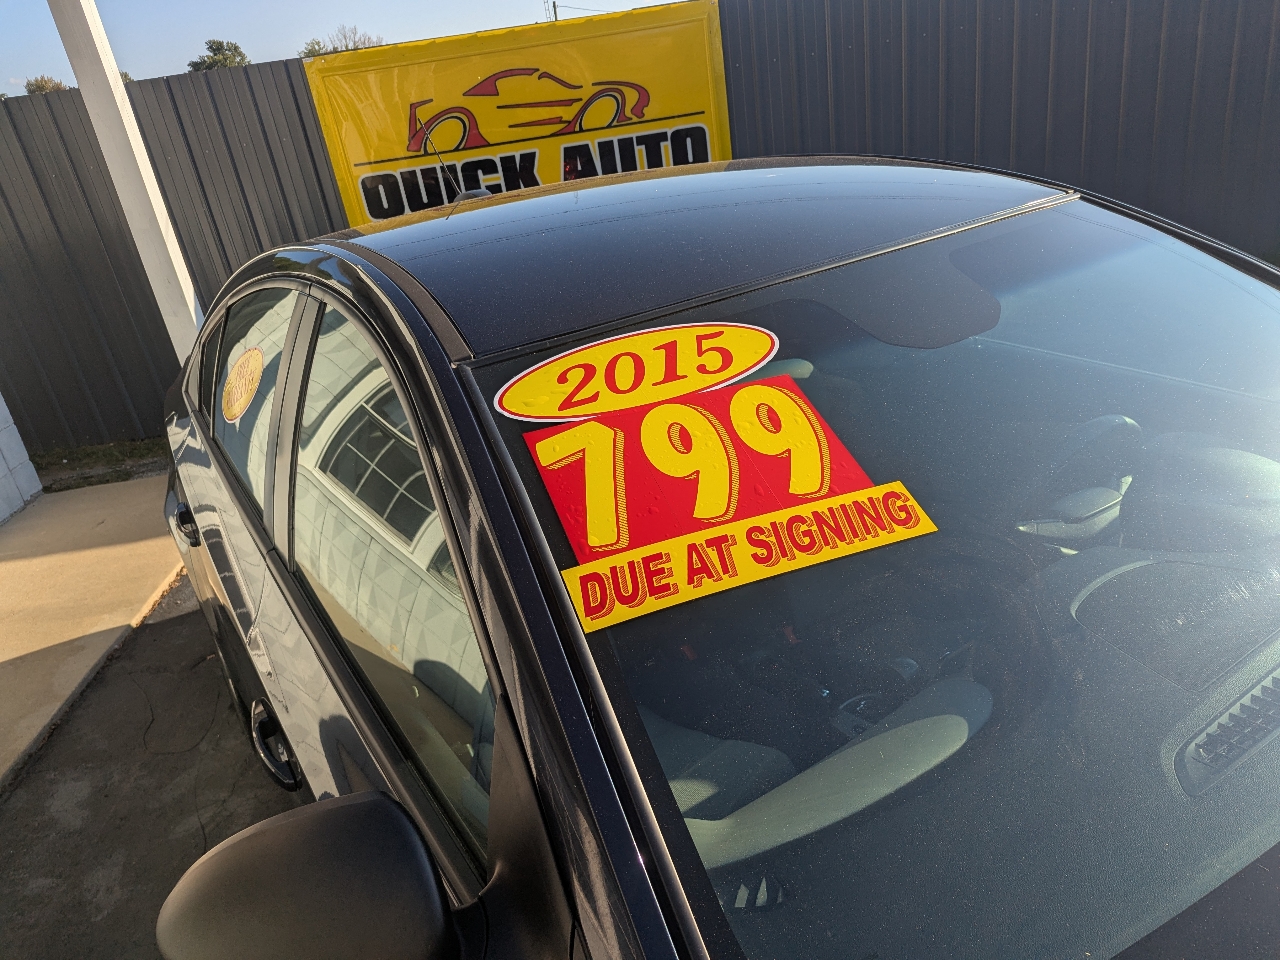 QUICK AUTO
2015
799
DUE AT SIGNING